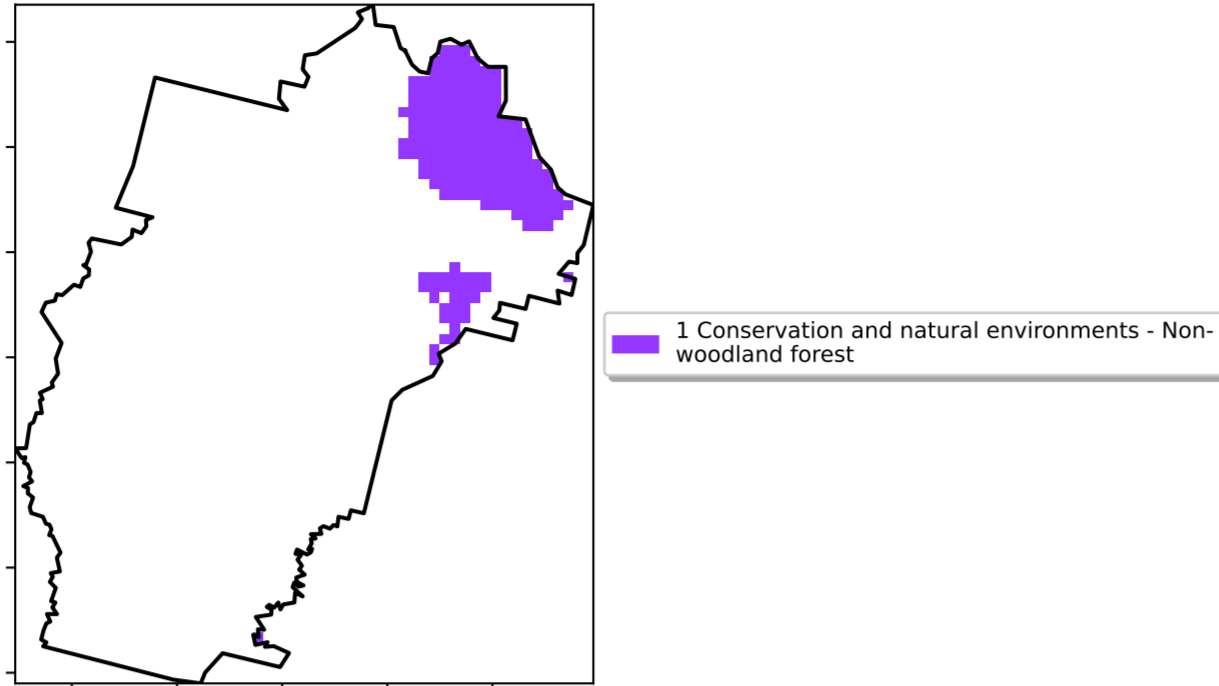 1 Conservation and natural environments - Non-
woodland forest